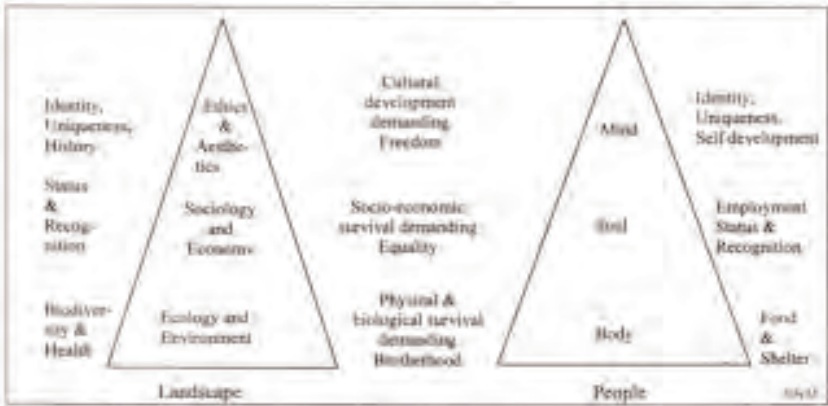 Identity,
Uniqueness,
History
Status
&
Recog-
nition
Biodiver-
sity &
Health
Ethics
&
Aesthe-
tics
Sociology
and
Economy
Ecology and
Environment
Landscape
Cultural
development
demanding
Freedom
Socio-economic
survival demanding
Equality
Physical &
biological survival
demanding
Brotherhood
Mind
Soul
Body
People
Identity,
Uniqueness,
Self development
Employment
Status &
Recognition
Food
&
Shelter